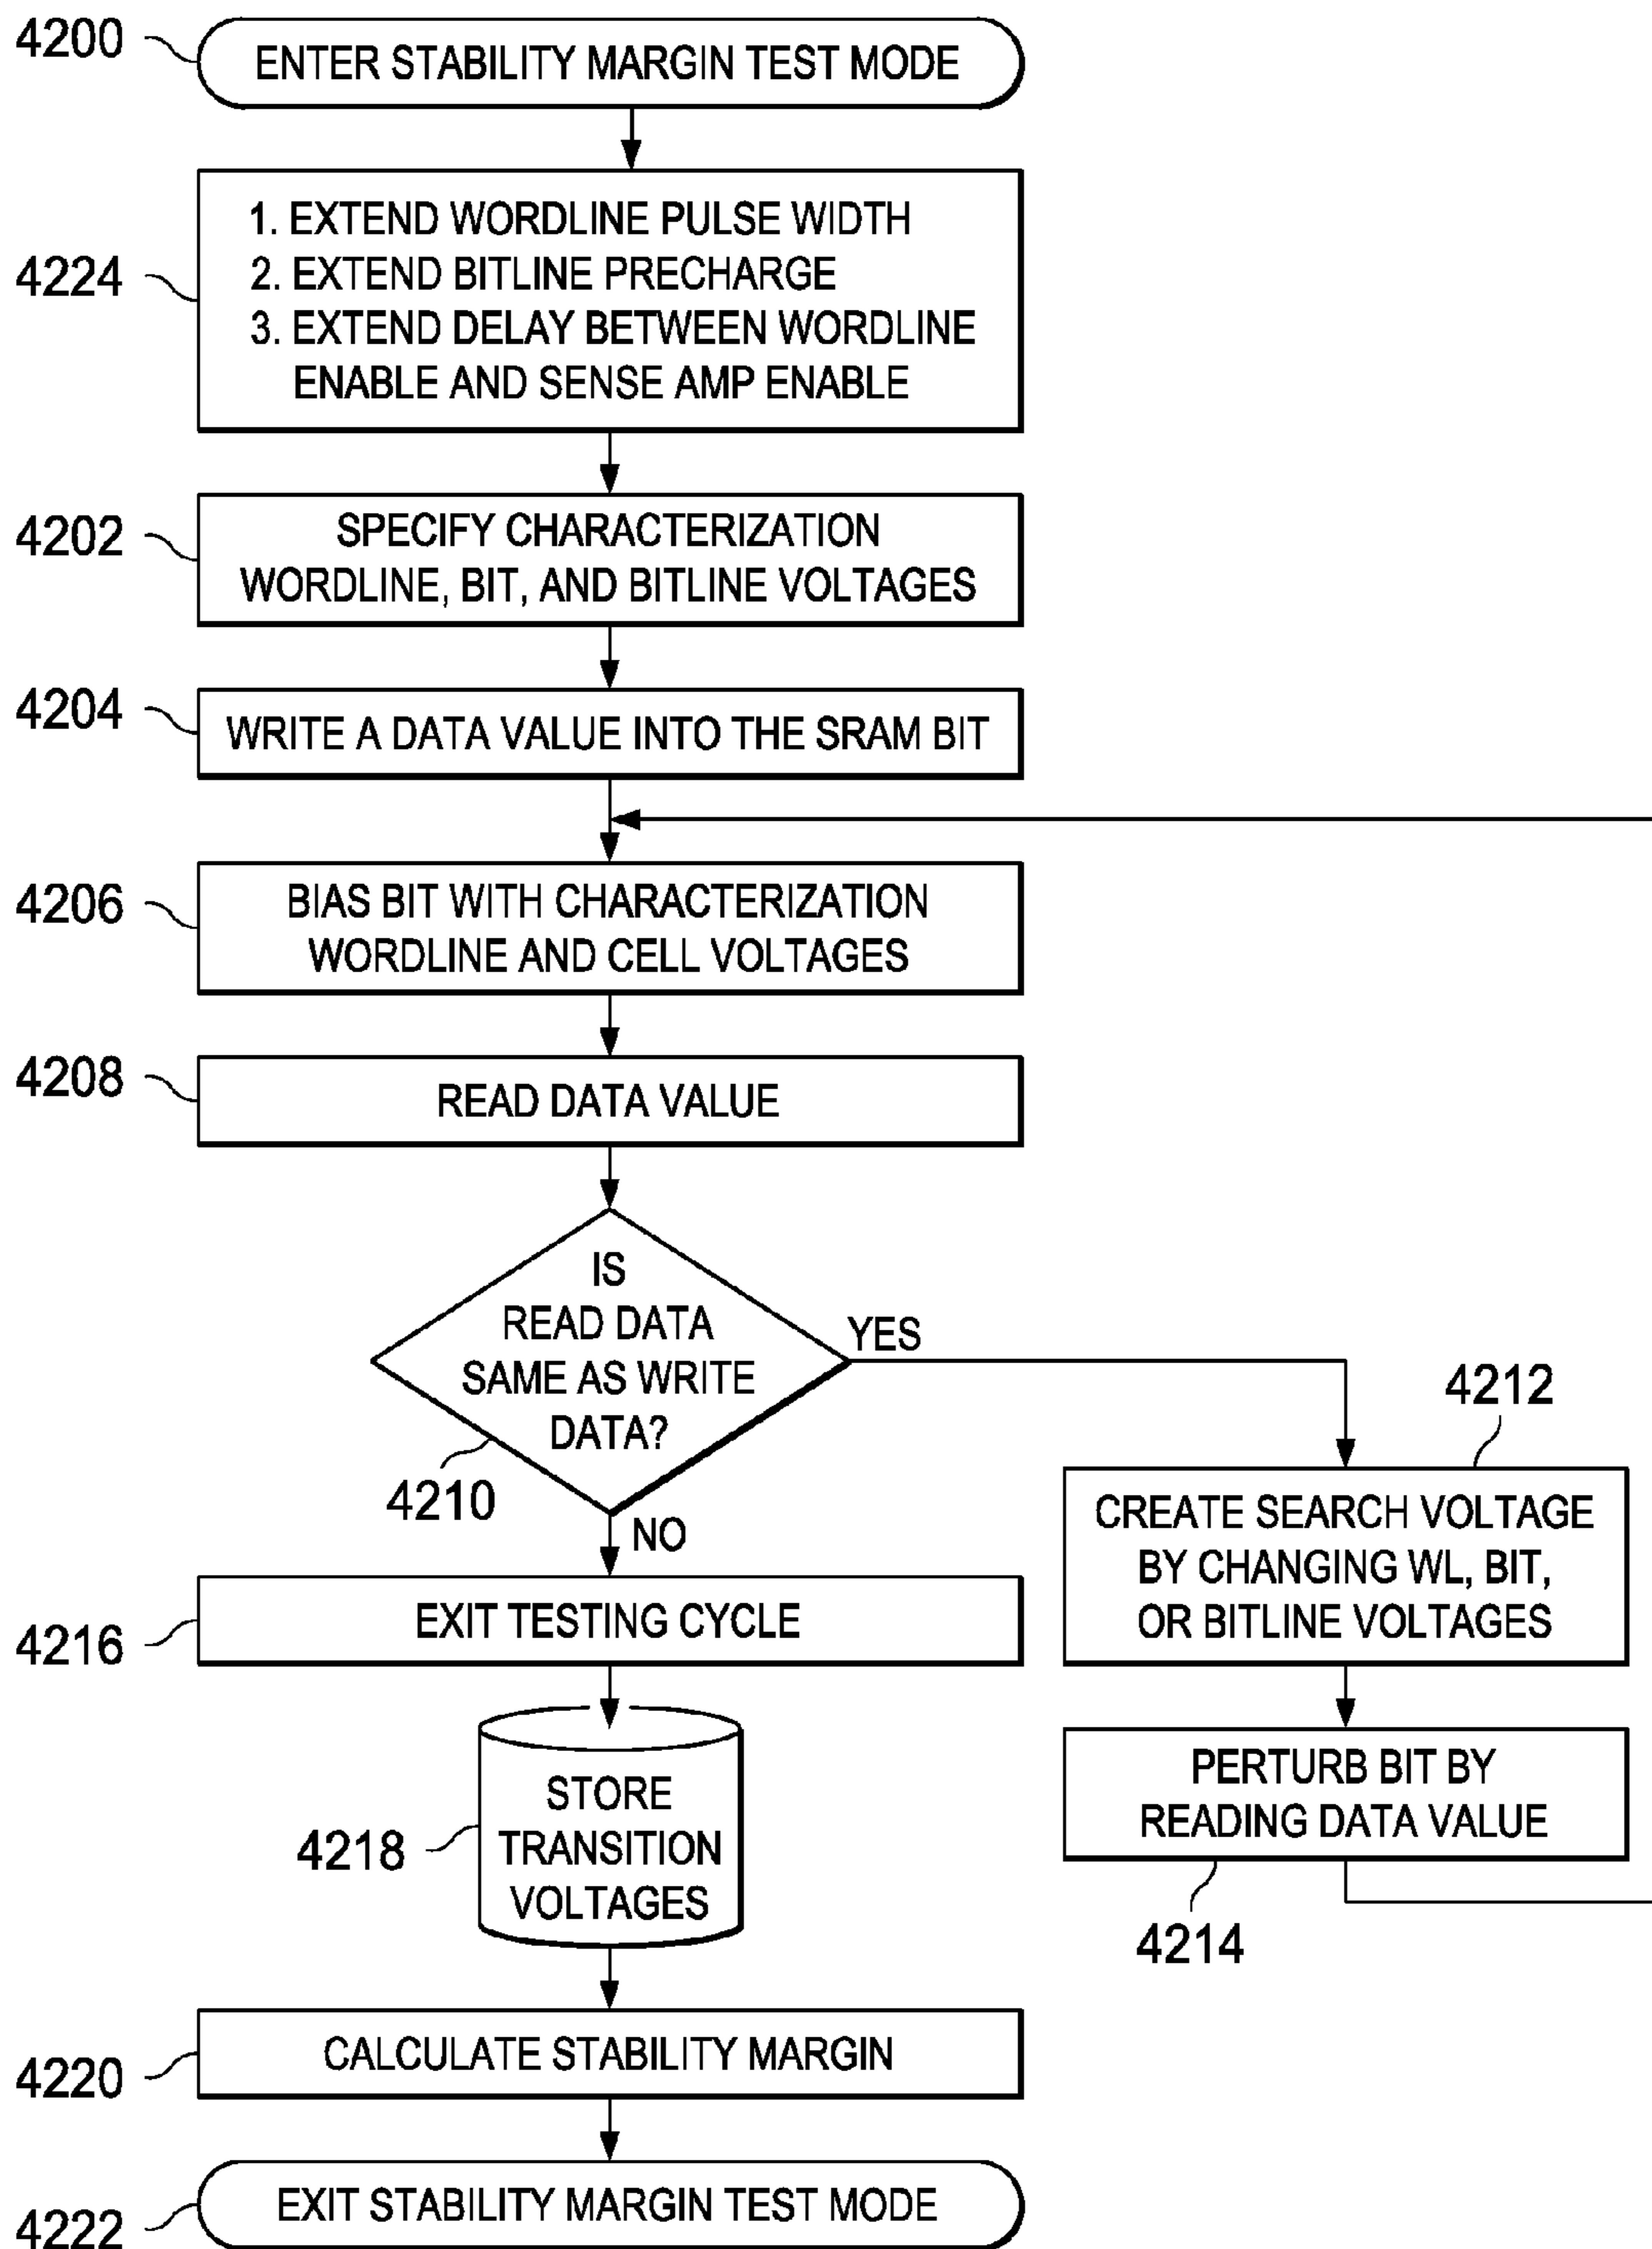 4200
ENTER STABILITY MARGIN TEST MODE
4224
1. EXTEND WORDLINE PULSE WIDTH
2. EXTEND BITLINE PRECHARGE
3. EXTEND DELAY BETWEEN WORDLINE
ENABLE AND SENSE AMP ENABLE
4202
SPECIFY CHARACTERIZATION
WORDLINE, BIT, AND BITLINE VOLTAGES
4204
WRITE A DATA VALUE INTO THE SRAM BIT
4206
BIAS BIT WITH CHARACTERIZATION
WORDLINE AND CELL VOLTAGES
4208
READ DATA VALUE
IS
READ DATA
SAME AS WRITE
DATA?
4210
YES
NO
4212
CREATE SEARCH VOLTAGE
BY CHANGING WL, BIT,
OR BITLINE VOLTAGES
PERTURB BIT BY
READING DATA VALUE
4214
4216
EXIT TESTING CYCLE
4218
STORE
TRANSITION
VOLTAGES
4220
CALCULATE STABILITY MARGIN
4222
EXIT STABILITY MARGIN TEST MODE